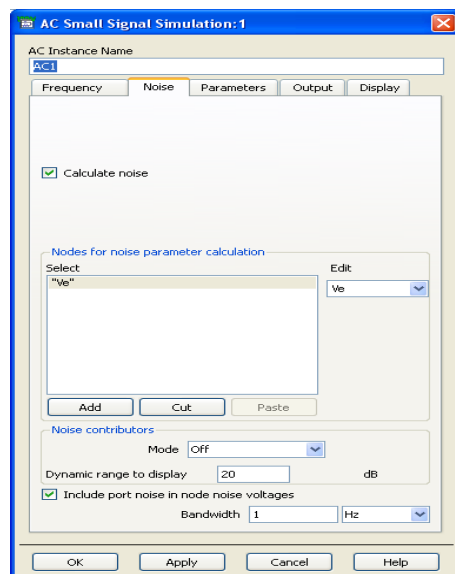 AC Small Signal Simulation:1
AC Instance Name
AC1
Frequency Noise Parameters Output Display
Calculate noise
Nodes for noise parameter calculation
Select Edit
"Ve" Ve
Add Cut Paste
Noise contributors
Mode Off
Dynamic range to display 20 dB
Include port noise in node noise voltages
Bandwidth 1 Hz
OK Apply Cancel Help